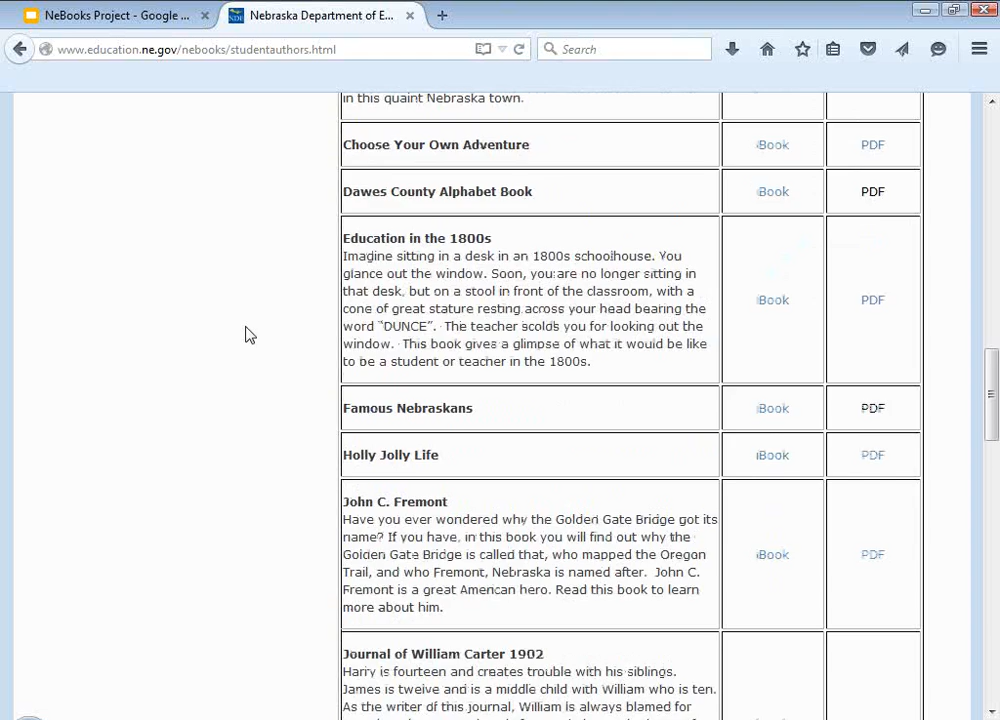 NeBooks Project - Google ...
Nebraska Department of E...
www.education.ne.gov/nebooks/studentauthors.html
Search
in this quaint Nebraska town.
Choose Your Own Adventure
iBook
PDF
Dawes County Alphabet Book
iBook
PDF
Education in the 1800s
Imagine sitting in a desk in an 1800s schoolhouse. You
glance out the window. Soon, you are no longer sitting in
that desk, but on a stool in front of the classroom, with a
cone of great stature resting across your head bearing the
word "DUNCE". The teacher scolds you for looking out the
window. This book gives a glimpse of what it would be like
to be a student or teacher in the 1800s.
iBook
PDF
Famous Nebraskans
iBook
PDF
Holly Jolly Life
iBook
PDF
John C. Fremont
Have you ever wondered why the Golden Gate Bridge got its
name? If you have, in this book you will find out why the
Golden Gate Bridge is called that, who mapped the Oregon
Trail, and who Fremont, Nebraska is named after. John C.
Fremont is a great American hero. Read this book to learn
more about him.
iBook
PDF
Journal of William Carter 1902
Harry is fourteen and creates trouble with his siblings.
James is twelve and is a middle child with William who is ten.
As the writer of this journal, William is always blamed for